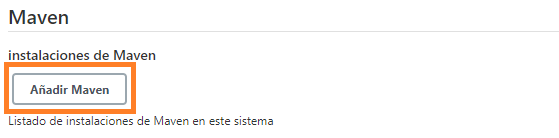 Maven
instalaciones de Maven
Añadir Maven
Listado de instalaciones de Maven en este sistema